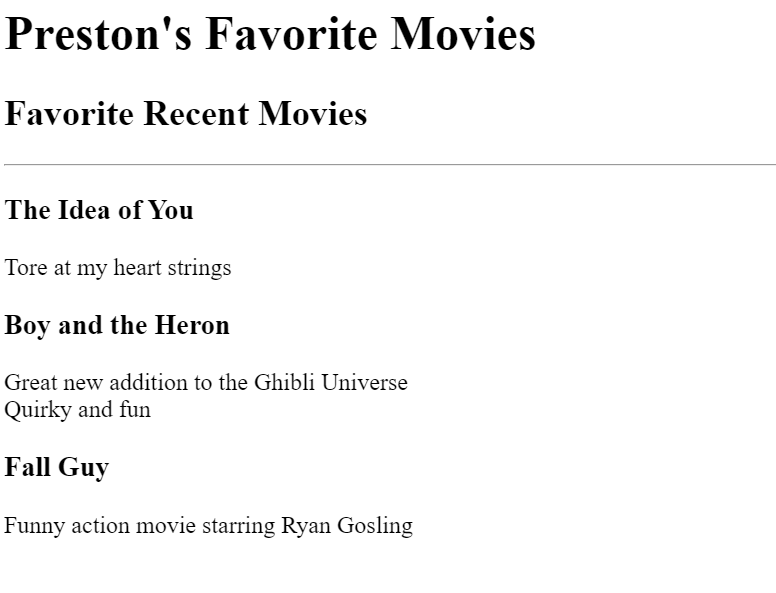 Preston's Favorite Movies
Favorite Recent Movies
The Idea of You
Tore at my heart strings
Boy and the Heron
Great new addition to the Ghibli Universe
Quirky and fun
Fall Guy
Funny action movie starring Ryan Gosling